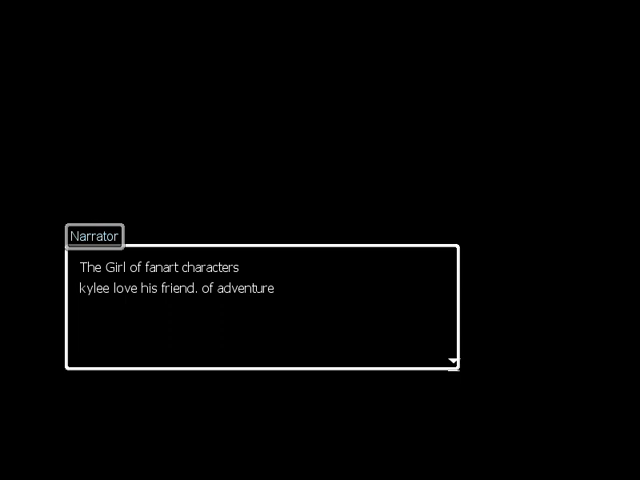 Narrator
The Girl of fanart characters
kylee love his friend. of adventure